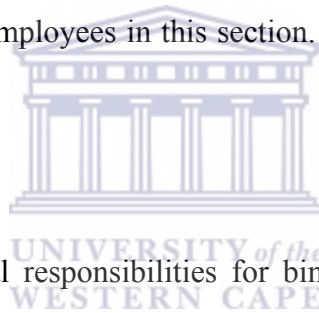 mployees in this section.
UNIVERSITY of the
l responsibilities for bin
WESTERN CAPE